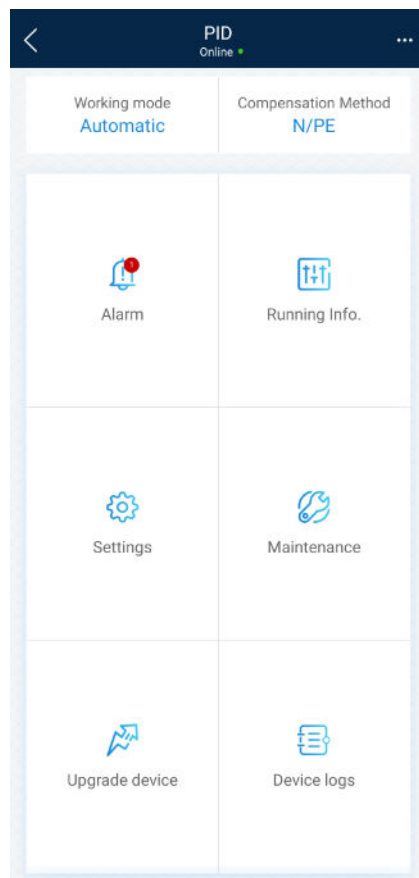 PID
Online
Working mode
Compensation Method
Automatic
N/PE
1
Alarm
Running Info.
Settings
Maintenance
Upgrade device
Device logs